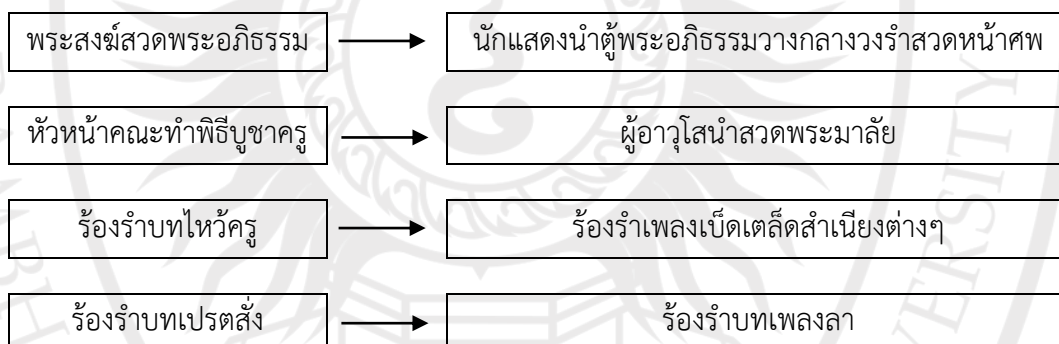 พระสงฆ์สวดพระอภิธรรม
นักแสดงนำตู้พระอภิธรรมวางกลางวงรำสวดหน้าศพ
หัวหน้าคณะทำพิธีบูชาครู
ผู้อาวุโสนำสวดพระมาลัย
ร้องรำบทไหว้ครู
ร้องรำเพลงเบ็ดเตล็ดสำเนียงต่างๆ
ร้องรำบทเปรตสั่ง
ร้องรำบทเพลงลา